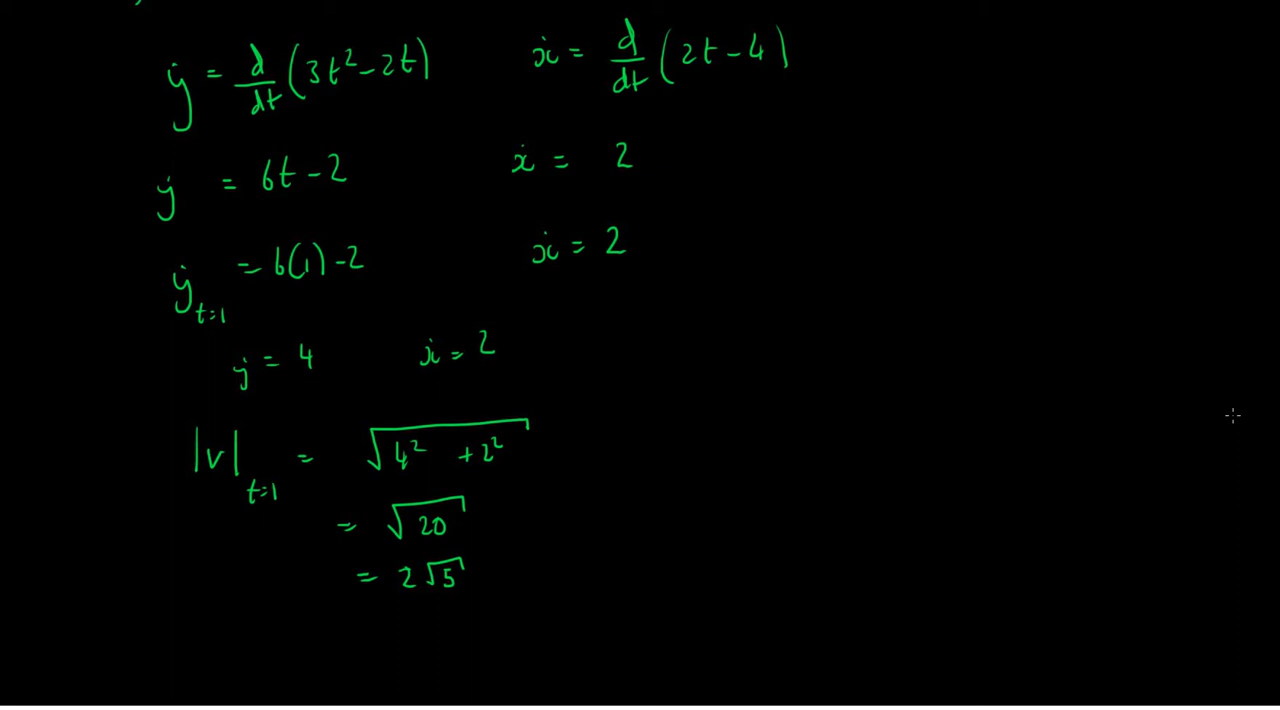 ẏ = d/dt (3t² − 2t)    ẋ = d/dt (2t − 4)
ẏ = 6t − 2    ẋ = 2
ẏ_{t=1} = 6(1) − 2    ẋ = 2
ẏ = 4    ẋ = 2
|v|_{t=1} = √(4² + 2²)
= √20
= 2√5